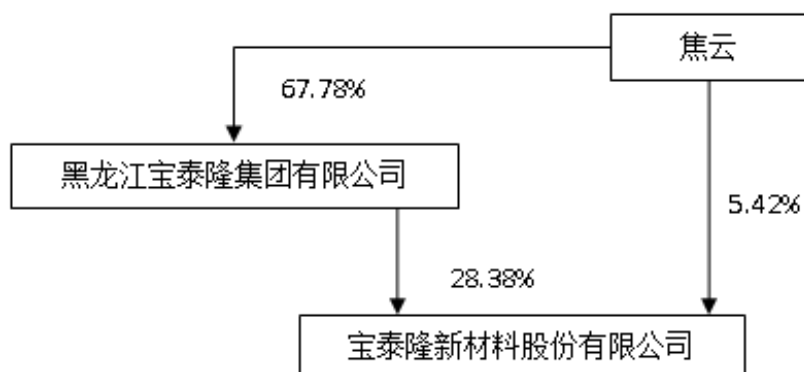 焦云
67.78%
黑龙江宝泰隆集团有限公司
5.42%
28.38%
宝泰隆新材料股份有限公司